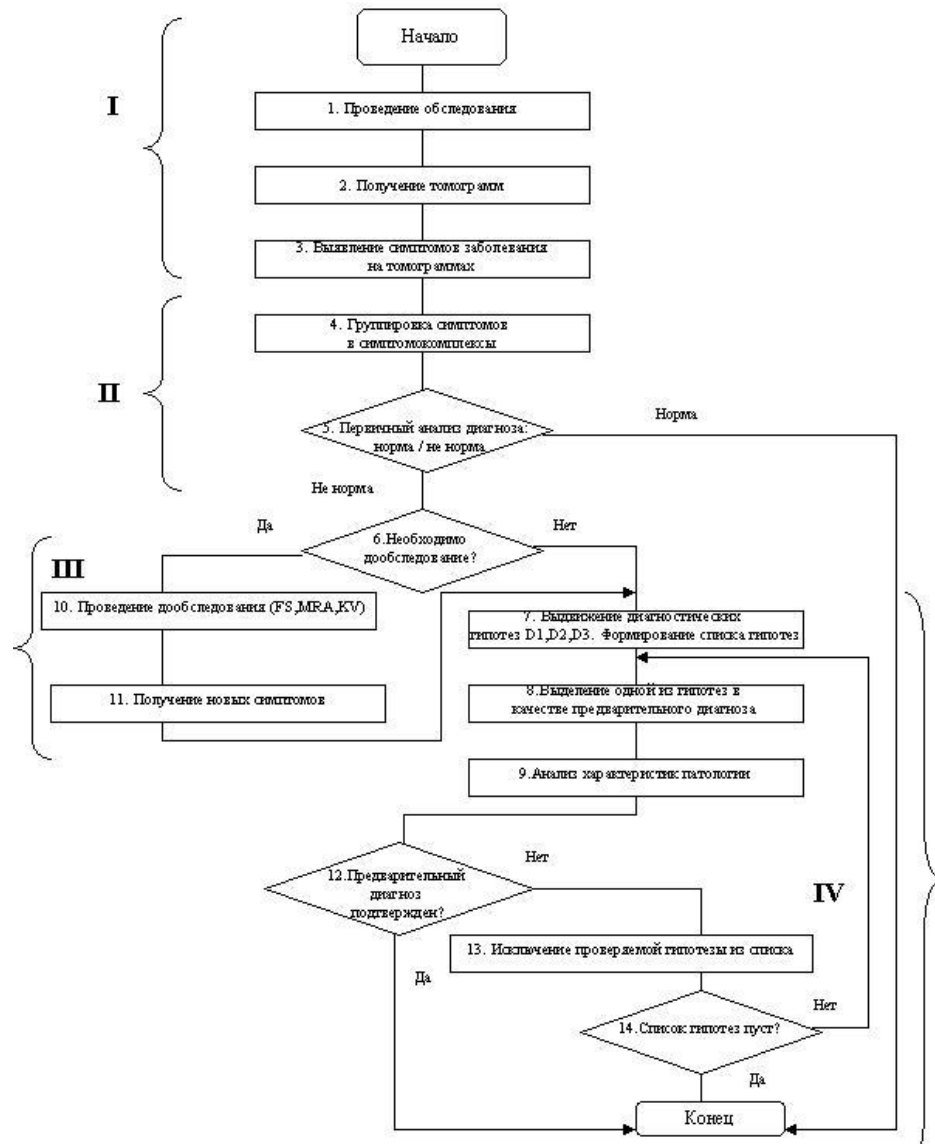 Начало
I
1. Проведение обследования
2. Получение томограмм
3. Выявление симптомов заболевания
на томограммах
4. Группировка симптомов
в симптомокомплексы
II
Норма
5. Первичный анализ диагноза:
норма / не норма
Не норма
Да
Нет
6.Необходимо
дообследование?
III
10. Проведение дообследования (FS,MRA,KV)
7. Выдвижение диагностических
гипотез D1,D2,D3. Формирование списка гипотез
11. Получение новых симптомов
8.Выделение одной из гипотез в
качестве предварительного диагноза
9.Анализ характеристик патологии
Нет
12.Предварительный
диагноз
подтвержден?
IV
13. Исключение проверяемой гипотезы из списка
Да
Нет
14.Список гипотез пуст?
Да
Конец